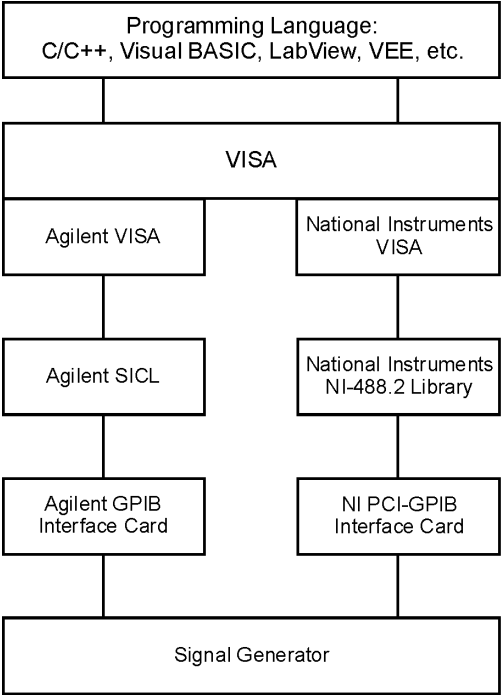 Programming Language:
C/C++, Visual BASIC, LabView, VEE, etc.
VISA
Agilent VISA
National Instruments
VISA
Agilent SICL
National Instruments
NI-488.2 Library
Agilent GPIB
Interface Card
NI PCI-GPIB
Interface Card
Signal Generator